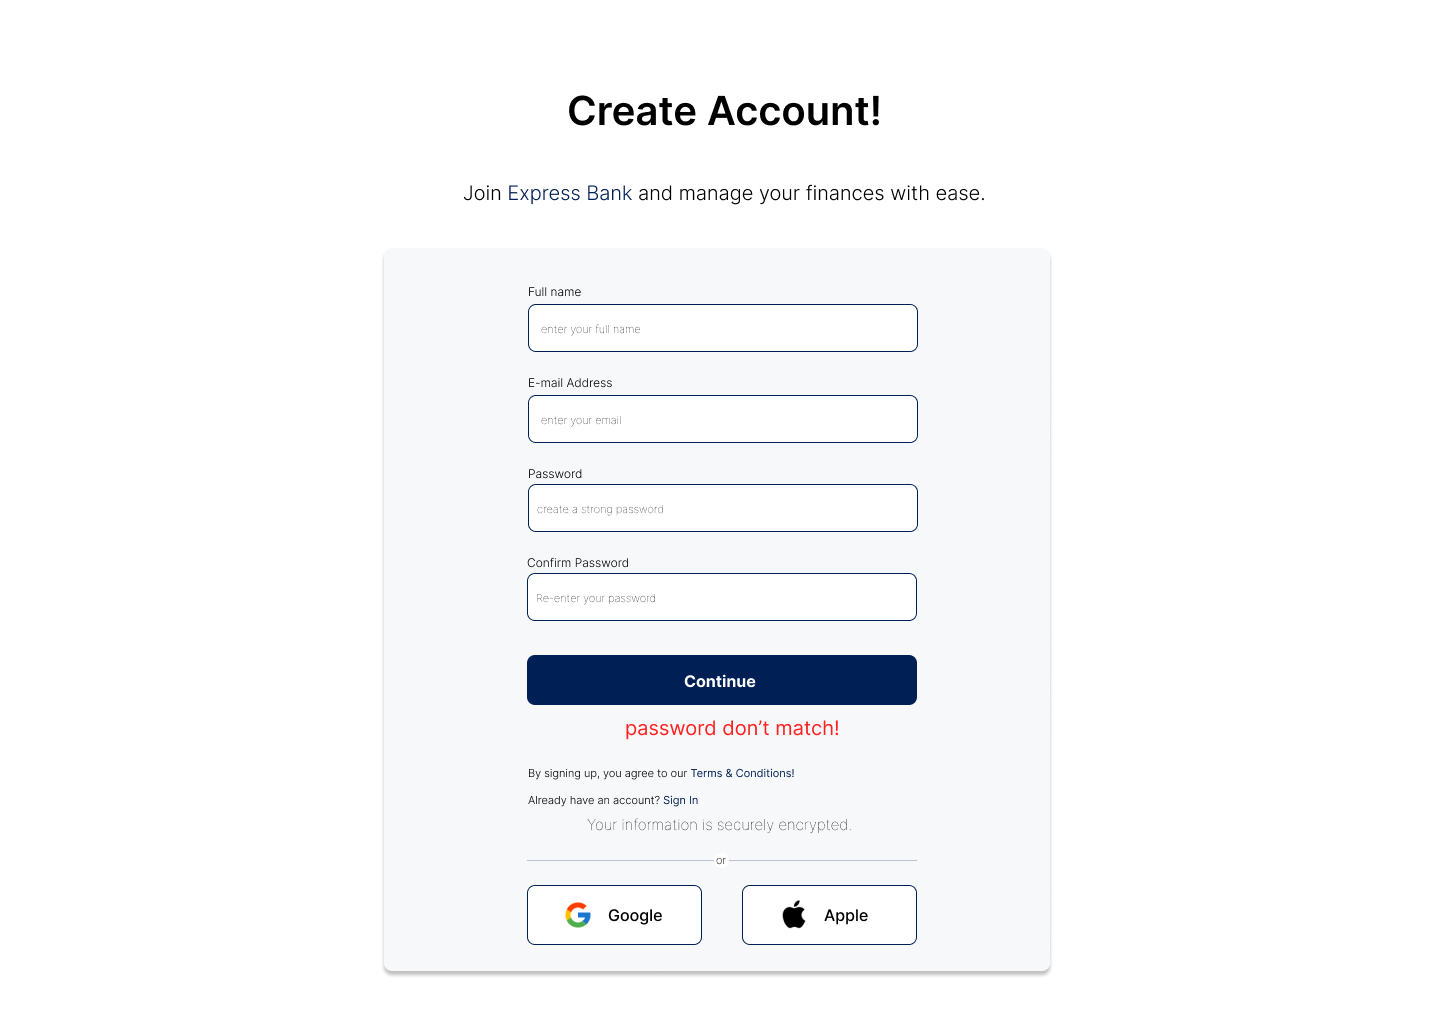 Create Account!
Join Express Bank and manage your finances with ease.
Full name
enter your full name
E-mail Address
enter your email
Password
create a strong password
Confirm Password
Re-enter your password
Continue
password don’t match!
By signing up, you agree to our Terms & Conditions!
Already have an account? Sign In
Your information is securely encrypted.
or
Google
Apple